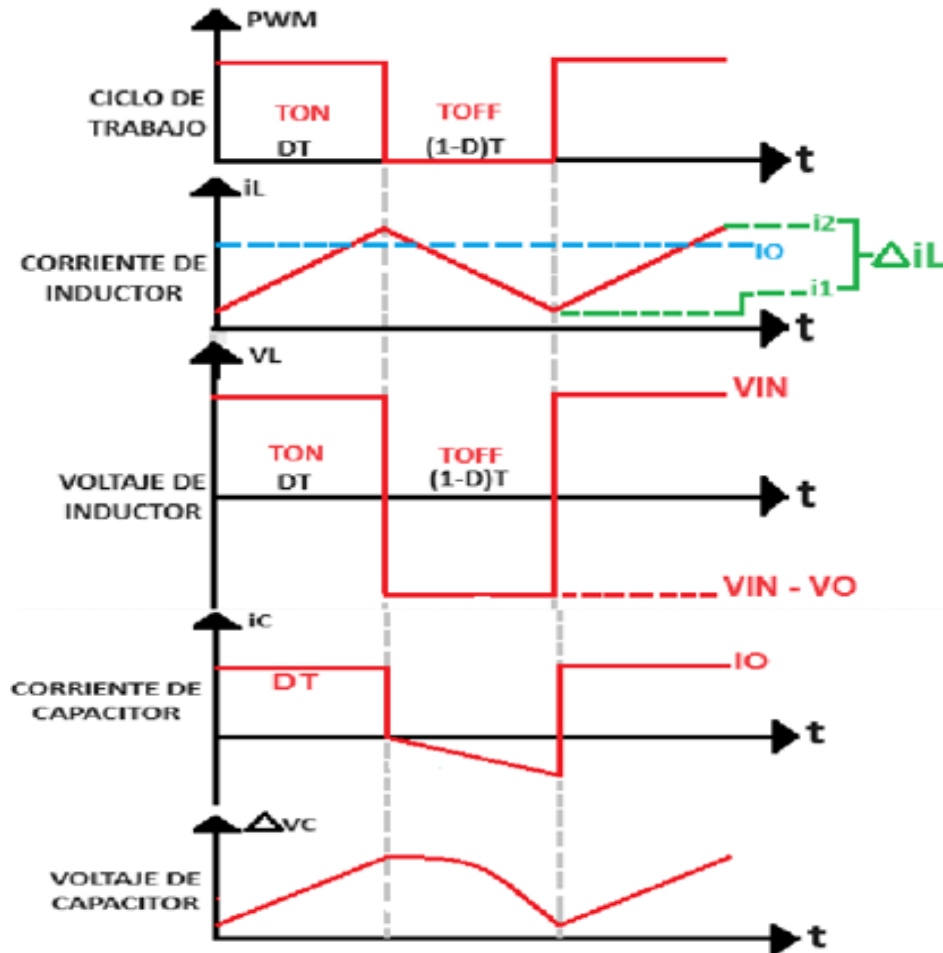 PWM
CICLO DE
TRABAJO
TON
DT
TOFF
(1-D)T
t
iL
CORRIENTE DE
INDUCTOR
i2
IO
i1
ΔiL
t
VL
VIN
TON
DT
TOFF
(1-D)T
VOLTAJE DE
INDUCTOR
t
VIN - VO
iC
DT
IO
CORRIENTE DE
CAPACITOR
t
ΔVC
VOLTAJE DE
CAPACITOR
t